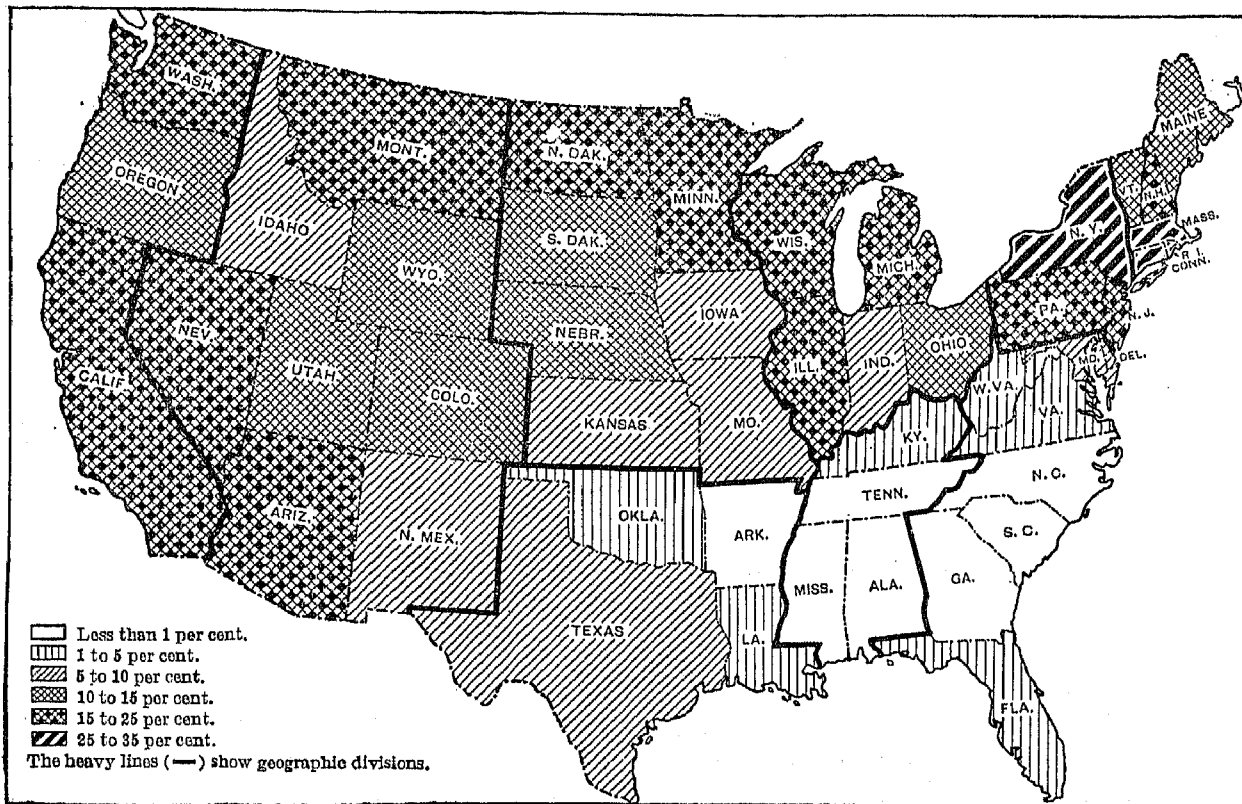 WASH.
MONT.
N. DAK.
MINN.
MAINE
OREGON
IDAHO
S. DAK.
WIS.
MICH.
VT.
N.H.
N. Y.
MASS.
R I.
CONN.
WYO.
NEV.
NEBR.
IOWA
PA.
N. J.
CALIF.
UTAH
COLO.
ILL.
IND.
OHIO
MD.
DEL.
KANSAS
MO.
W.VA.
VA.
KY.
ARIZ.
N. MEX.
OKLA.
ARK.
TENN.
N. C.
S. C.
MISS.
ALA.
GA.
TEXAS
LA.
FLA.
Less than 1 per cent.
1 to 5 per cent.
5 to 10 per cent.
10 to 15 per cent.
15 to 25 per cent.
25 to 35 per cent.
The heavy lines (—) show geographic divisions.